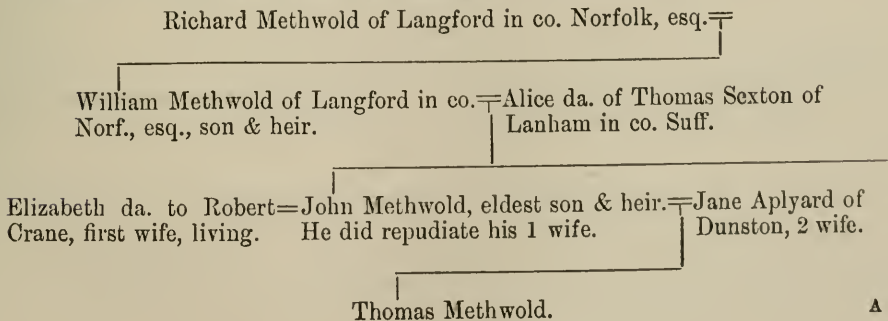 Richard Methwold of Langford in co. Norfolk, esq.
William Methwold of Langford in co.=Alice da. of Thomas Sexton of
Norf., esq., son & heir. Lanham in co. Suff.
Elizabeth da. to Robert=John Methwold, eldest son & heir.=Jane Aplyard of
Crane, first wife, living. He did repudiate his 1 wife. Dunston, 2 wife.
Thomas Methwold.
A